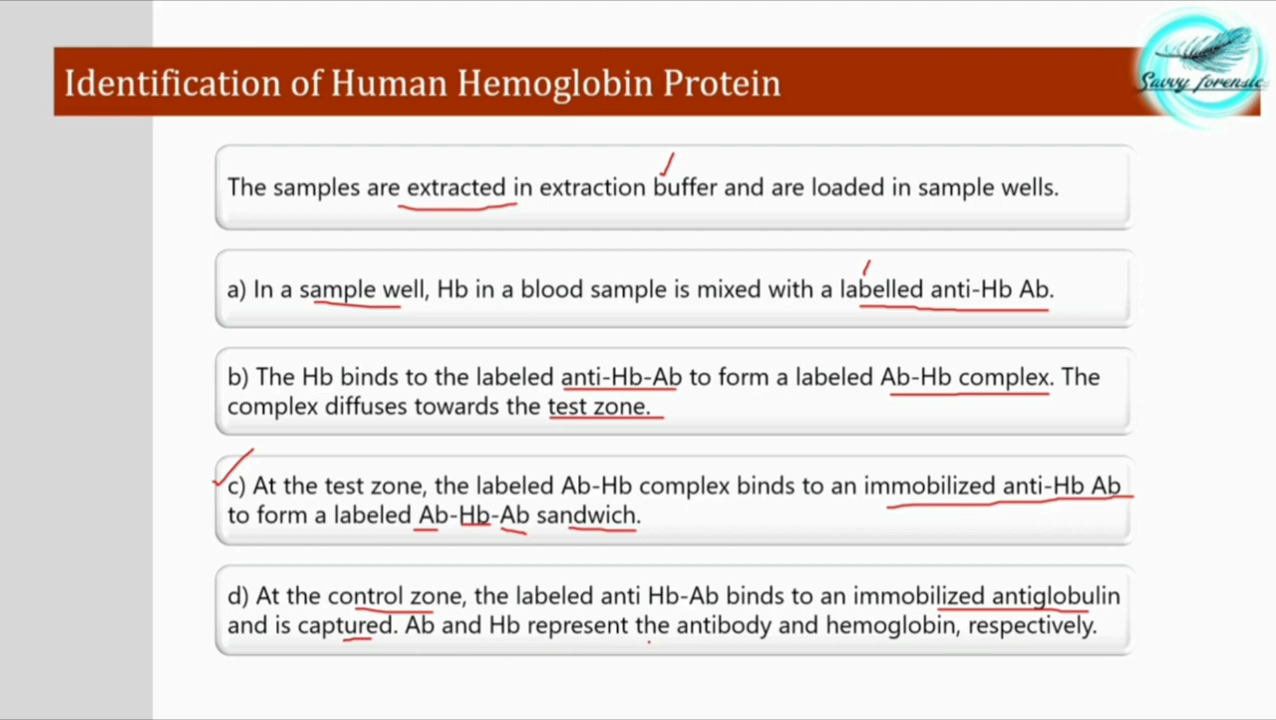 Identification of Human Hemoglobin Protein
Savvy forensics
The samples are extracted in extraction buffer and are loaded in sample wells.
a) In a sample well, Hb in a blood sample is mixed with a labelled anti-Hb Ab.
b) The Hb binds to the labeled anti-Hb-Ab to form a labeled Ab-Hb complex. The
complex diffuses towards the test zone.
c) At the test zone, the labeled Ab-Hb complex binds to an immobilized anti-Hb Ab
to form a labeled Ab-Hb-Ab sandwich.
d) At the control zone, the labeled anti Hb-Ab binds to an immobilized antiglobulin
and is captured. Ab and Hb represent the antibody and hemoglobin, respectively.